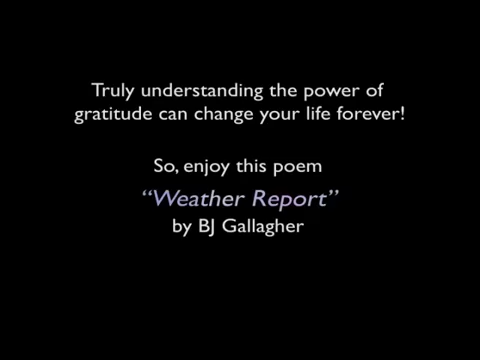 Truly understanding the power of
gratitude can change your life forever!
So, enjoy this poem
“Weather Report”
by BJ Gallagher